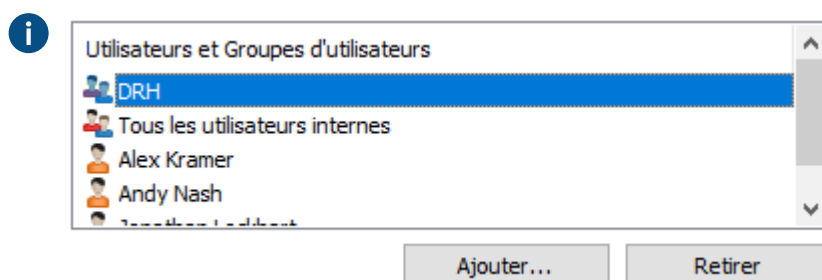 i
Utilisateurs et Groupes d'utilisateurs
DRH
Tous les utilisateurs internes
Alex Kramer
Andy Nash
Ajouter...
Retirer